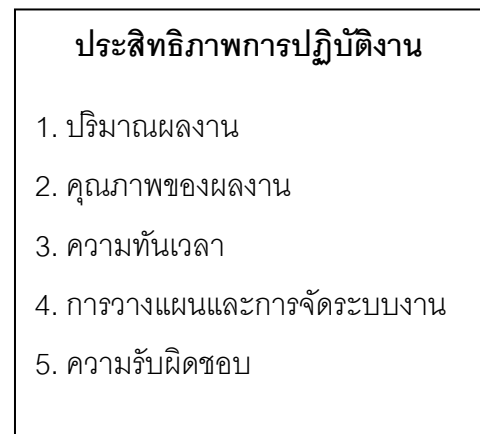 ประสิทธิภาพการปฏิบัติงาน
1. ปริมาณผลงาน
2. คุณภาพของผลงาน
3. ความทันเวลา
4. การวางแผนและการจัดระบบงาน
5. ความรับผิดชอบ